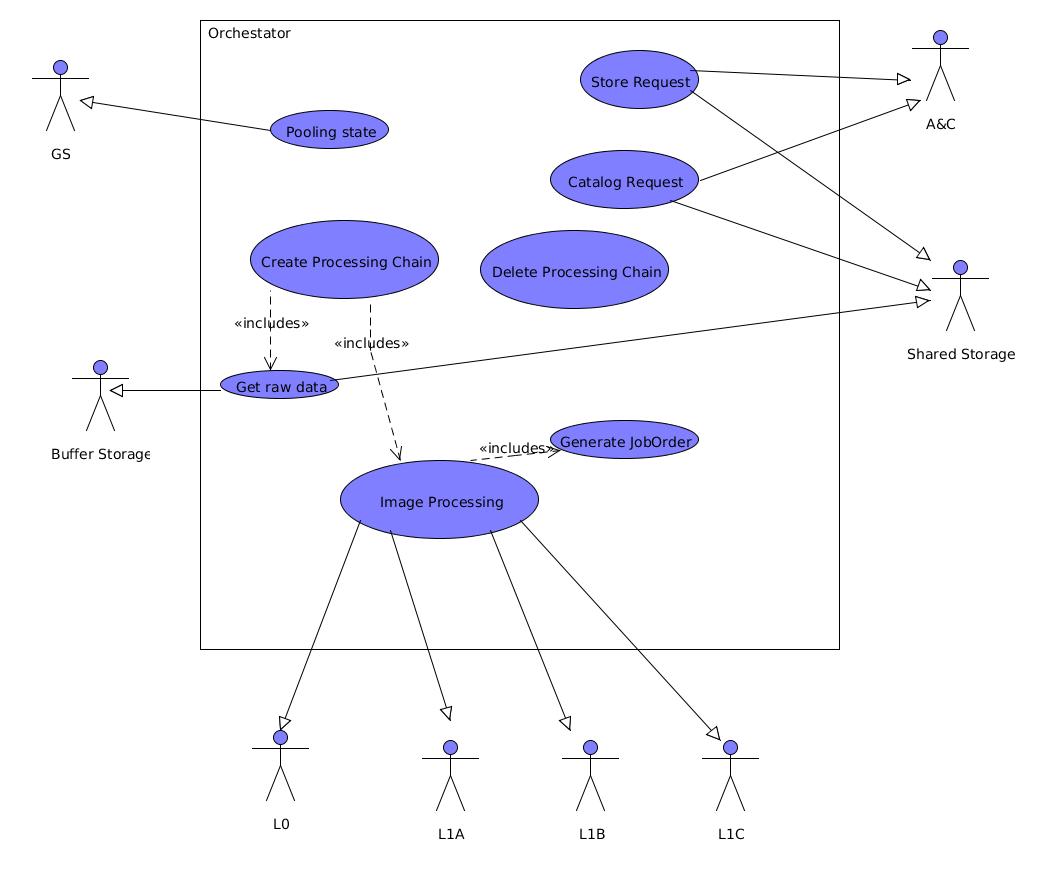 Orchestator
Store Request
A&C
Pooling state
GS
Catalog Request
Create Processing Chain
Delete Processing Chain
«includes»
«includes»
Shared Storage
Get raw data
Buffer Storage
«includes»
Generate JobOrder
Image Processing
L0
L1A
L1B
L1C